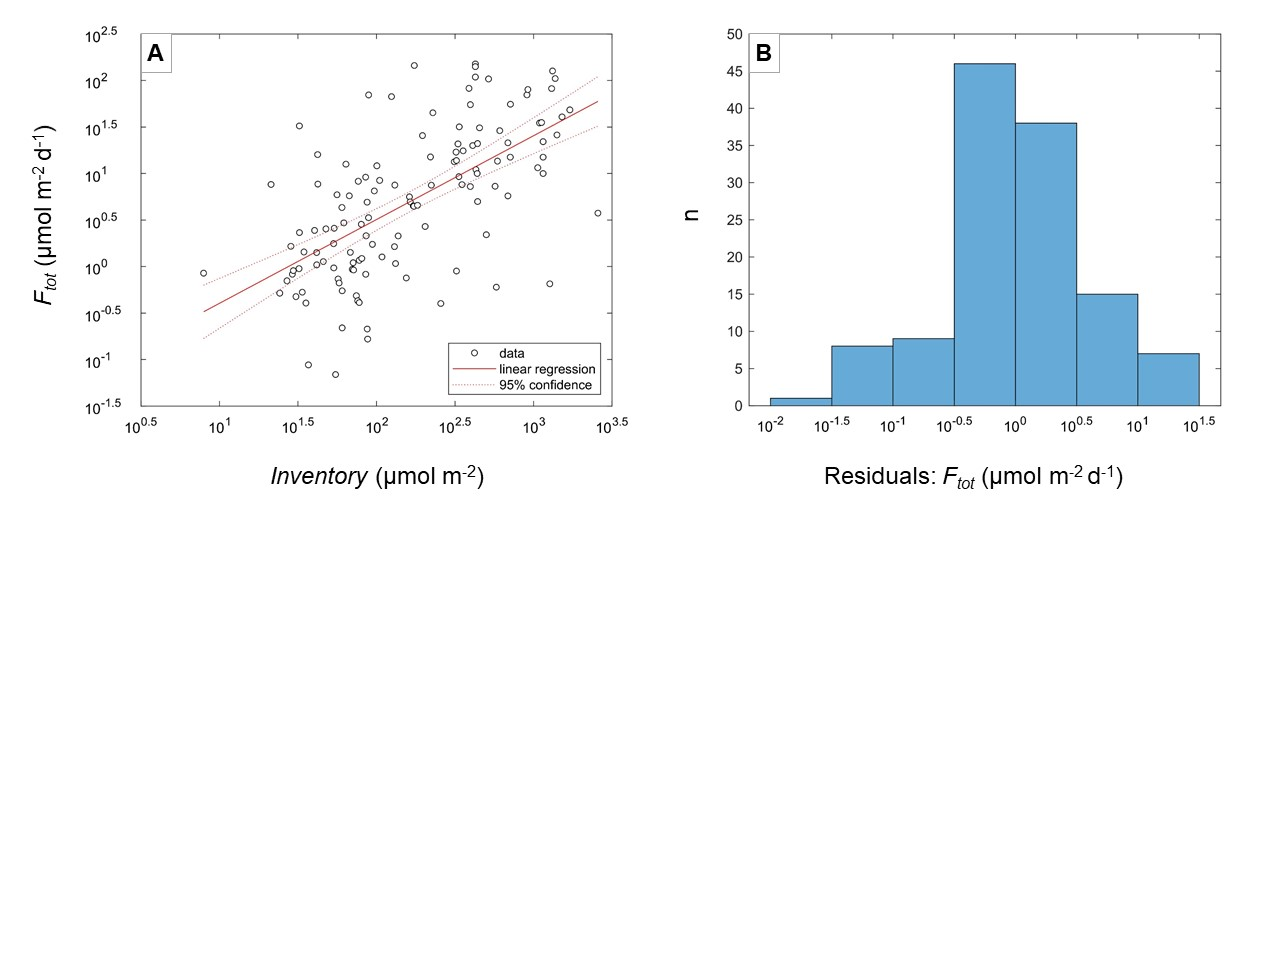 A
10^2.5
10^2
10^1.5
10^1
10^0.5
10^0
10^-0.5
10^-1
10^-1.5
F_tot (μmol m^-2 d^-1)
data
linear regression
95% confidence
10^0.5 10^1 10^1.5 10^2 10^2.5 10^3 10^3.5
Inventory (μmol m^-2)
B
50
45
40
35
30
25
20
15
10
5
0
n
10^-2 10^-1.5 10^-1 10^-0.5 10^0 10^0.5 10^1 10^1.5
Residuals: F_tot (μmol m^-2 d^-1)